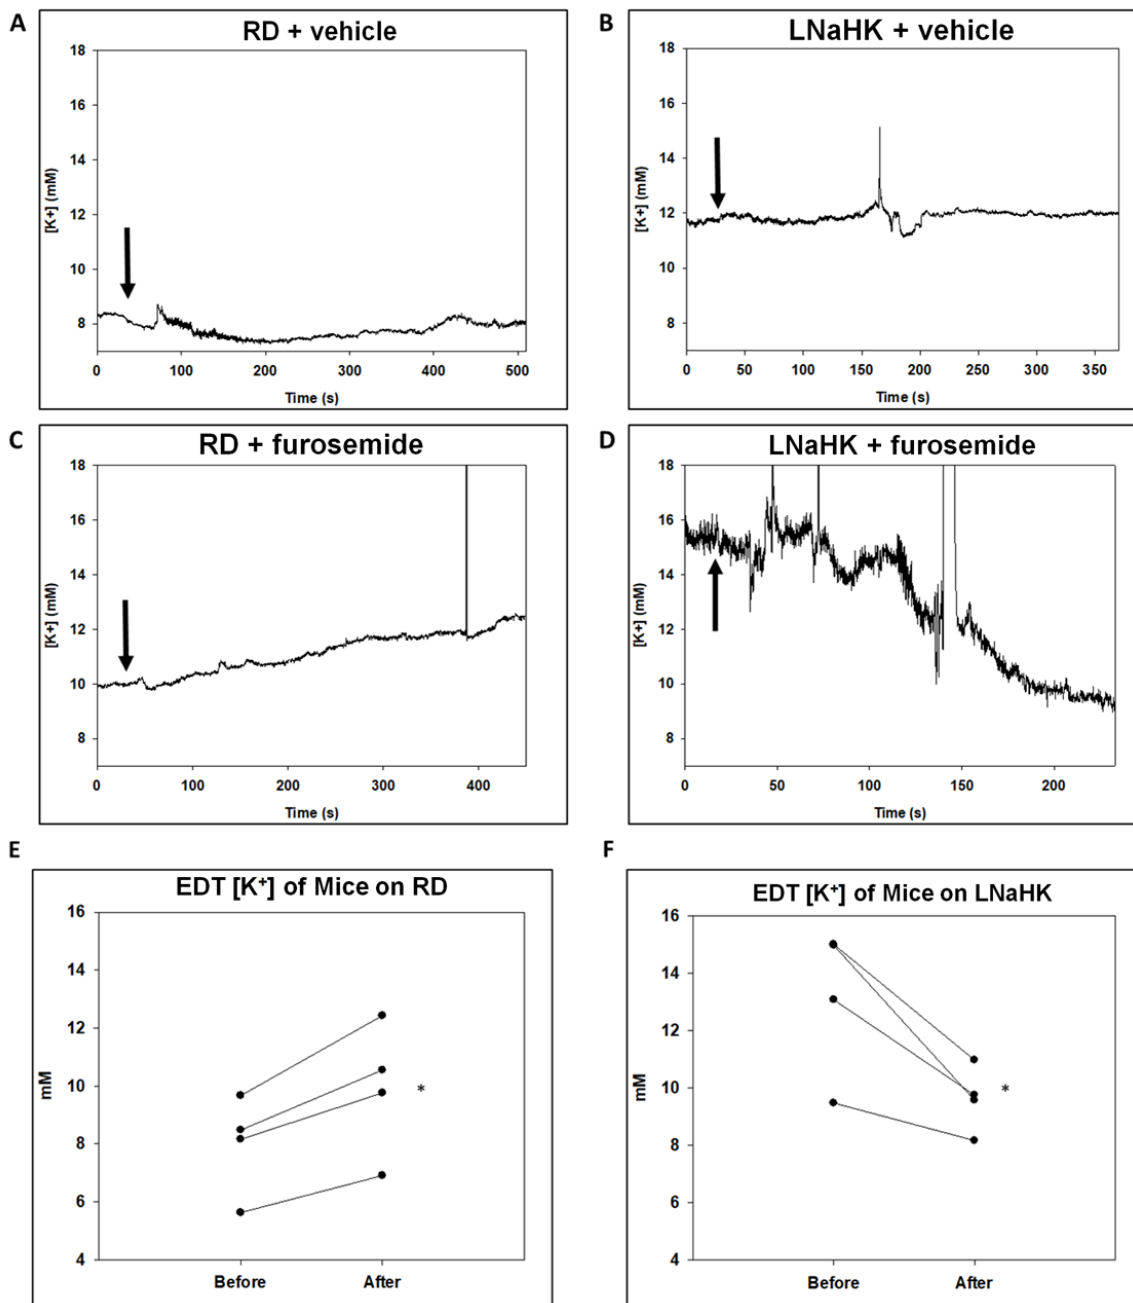 A
RD + vehicle
18
16
14
12
10
8
[K+] (mM)
0 100 200 300 400 500
Time (s)
B
LNaHK + vehicle
18
16
14
12
10
8
[K+] (mM)
0 50 100 150 200 250 300 350
Time (s)
C
RD + furosemide
18
16
14
12
10
8
[K+] (mM)
0 100 200 300 400
Time (s)
D
LNaHK + furosemide
18
16
14
12
10
8
[K+] (mM)
0 50 100 150 200
Time (s)
E
EDT [K⁺] of Mice on RD
16
14
12
10
8
6
4
mM
*
Before After
F
EDT [K⁺] of Mice on LNaHK
16
14
12
10
8
6
4
mM
*
Before After